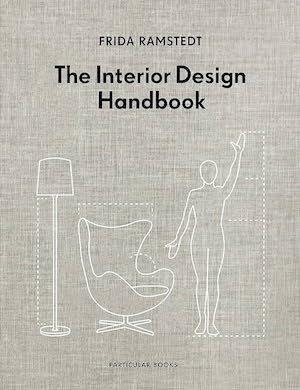 FRIDA RAMSTEDT
The Interior Design
Handbook
PARTICULAR BOOKS